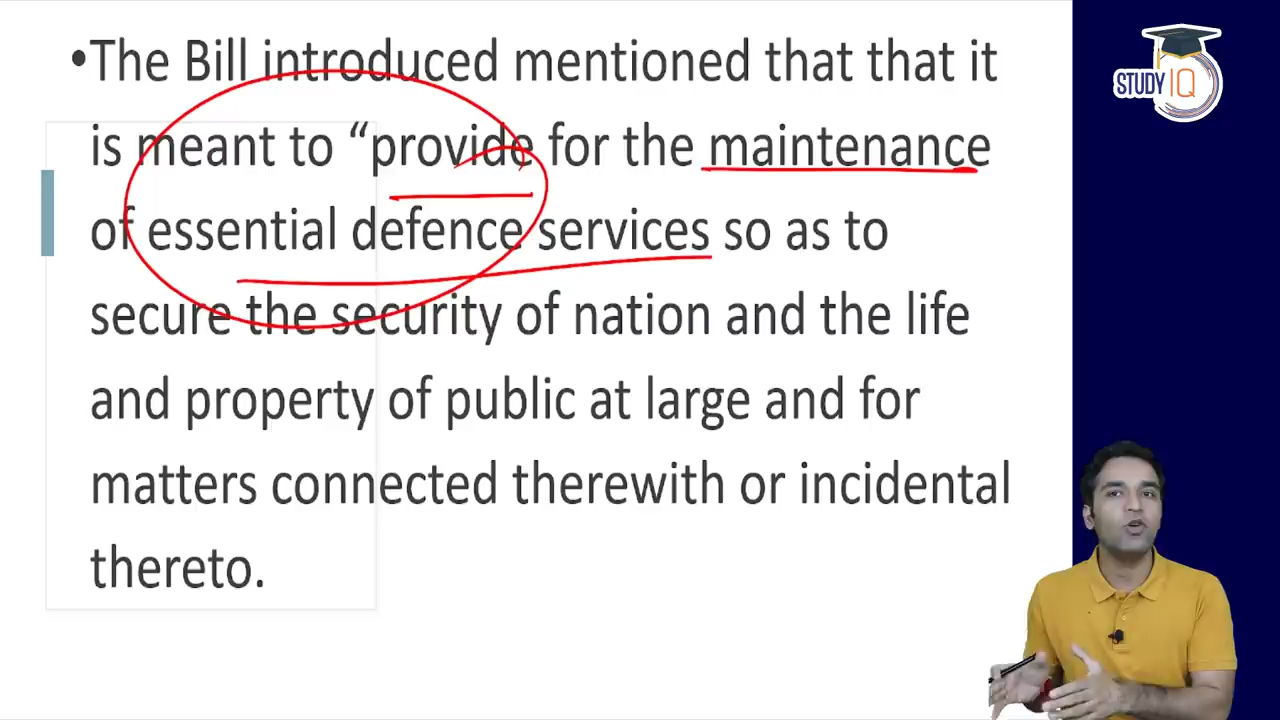 •The Bill introduced mentioned that that it
is meant to “provide for the maintenance
of essential defence services so as to
secure the security of nation and the life
and property of public at large and for
matters connected therewith or incidental
thereto.
STUDY IQ